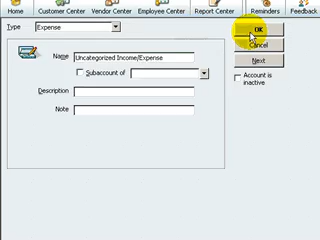 Home Customer Center Vendor Center Employee Center Report Center Reminders Feedback
Type Expense OK
Cancel
Name Uncategorized Income/Expense Next
Subaccount of Account is inactive
Description
Note